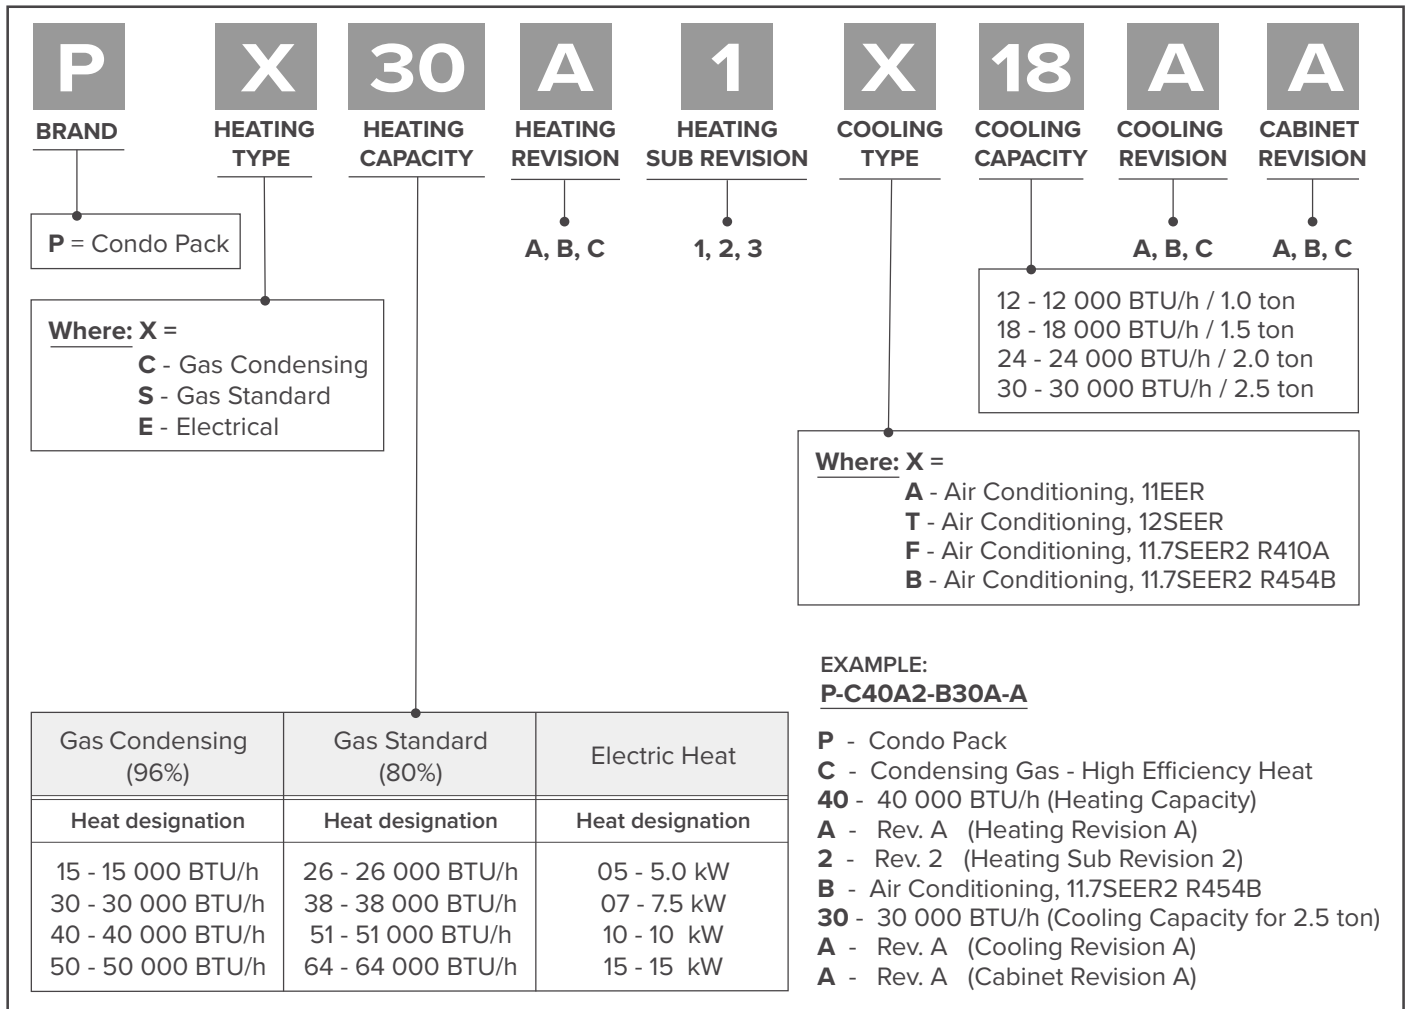 P X 30 A 1 X 18 A A
BRAND
HEATING TYPE
HEATING CAPACITY
HEATING REVISION
HEATING SUB REVISION
COOLING TYPE
COOLING CAPACITY
COOLING REVISION
CABINET REVISION
P = Condo Pack
A, B, C
1, 2, 3
A, B, C
A, B, C
Where: X =
C - Gas Condensing
S - Gas Standard
E - Electrical
12 - 12 000 BTU/h / 1.0 ton
18 - 18 000 BTU/h / 1.5 ton
24 - 24 000 BTU/h / 2.0 ton
30 - 30 000 BTU/h / 2.5 ton
Where: X =
A - Air Conditioning, 11EER
T - Air Conditioning, 12SEER
F - Air Conditioning, 11.7SEER2 R410A
B - Air Conditioning, 11.7SEER2 R454B
Gas Condensing (96%)
Gas Standard (80%)
Electric Heat
Heat designation Heat designation Heat designation
15 - 15 000 BTU/h 26 - 26 000 BTU/h 05 - 5.0 kW
30 - 30 000 BTU/h 38 - 38 000 BTU/h 07 - 7.5 kW
40 - 40 000 BTU/h 51 - 51 000 BTU/h 10 - 10 kW
50 - 50 000 BTU/h 64 - 64 000 BTU/h 15 - 15 kW
EXAMPLE:
P-C40A2-B30A-A
P - Condo Pack
C - Condensing Gas - High Efficiency Heat
40 - 40 000 BTU/h (Heating Capacity)
A - Rev. A (Heating Revision A)
2 - Rev. 2 (Heating Sub Revision 2)
B - Air Conditioning, 11.7SEER2 R454B
30 - 30 000 BTU/h (Cooling Capacity for 2.5 ton)
A - Rev. A (Cooling Revision A)
A - Rev. A (Cabinet Revision A)